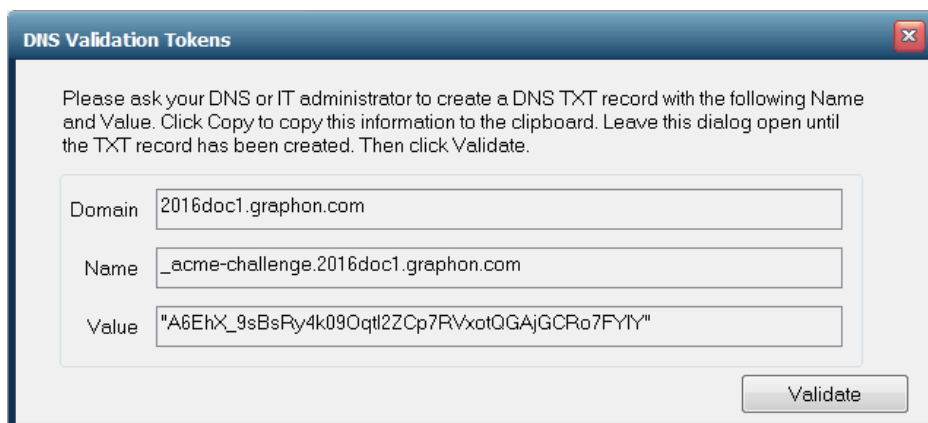 DNS Validation Tokens
Please ask your DNS or IT administrator to create a DNS TXT record with the following Name
and Value. Click Copy to copy this information to the clipboard. Leave this dialog open until
the TXT record has been created. Then click Validate.
Domain 2016doc1.graphon.com
Name _acme-challenge.2016doc1.graphon.com
Value "A6EhX_9sBsRy4k09Oqtl2ZCp7RVxotQGAjGCRo7FYIY"
Validate